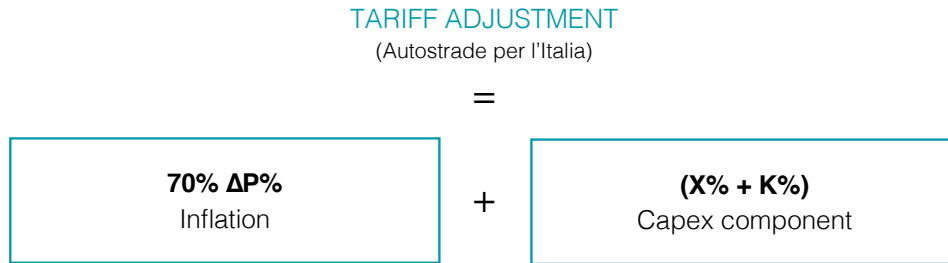 TARIFF ADJUSTMENT
(Autostrade per l'Italia)
=
70% ΔP%
Inflation
+
(X% + K%)
Capex component